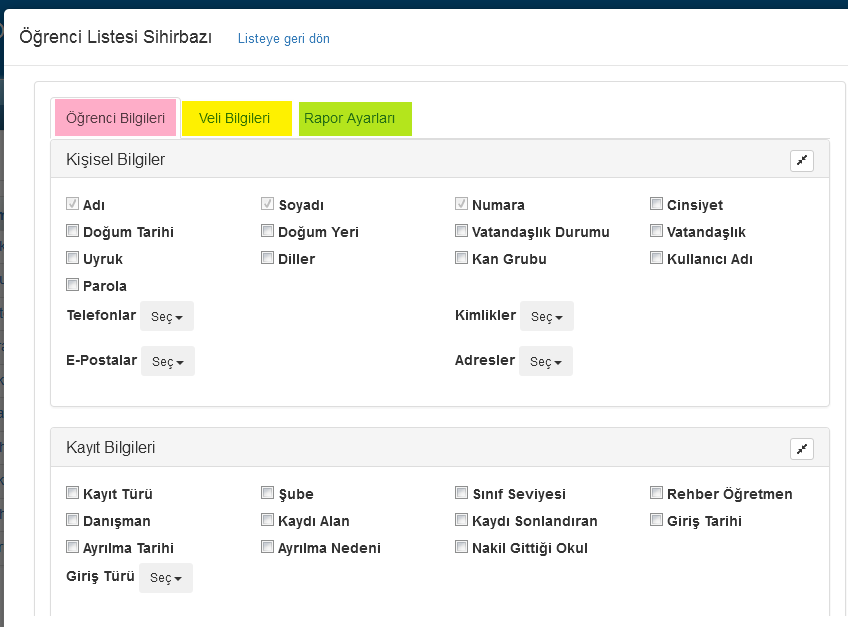 Öğrenci Listesi Sihirbazı Listeye geri dön
Öğrenci Bilgileri Veli Bilgileri Rapor Ayarları
Kişisel Bilgiler
Adı Soyadı Numara Cinsiyet
Doğum Tarihi Doğum Yeri Vatandaşlık Durumu Vatandaşlık
Uyruk Diller Kan Grubu Kullanıcı Adı
Parola
Telefonlar Seç Kimlikler Seç
E-Postalar Seç Adresler Seç
Kayıt Bilgileri
Kayıt Türü Şube Sınıf Seviyesi Rehber Öğretmen
Danışman Kaydı Alan Kaydı Sonlandıran Giriş Tarihi
Ayrılma Tarihi Ayrılma Nedeni Nakil Gittiği Okul
Giriş Türü Seç